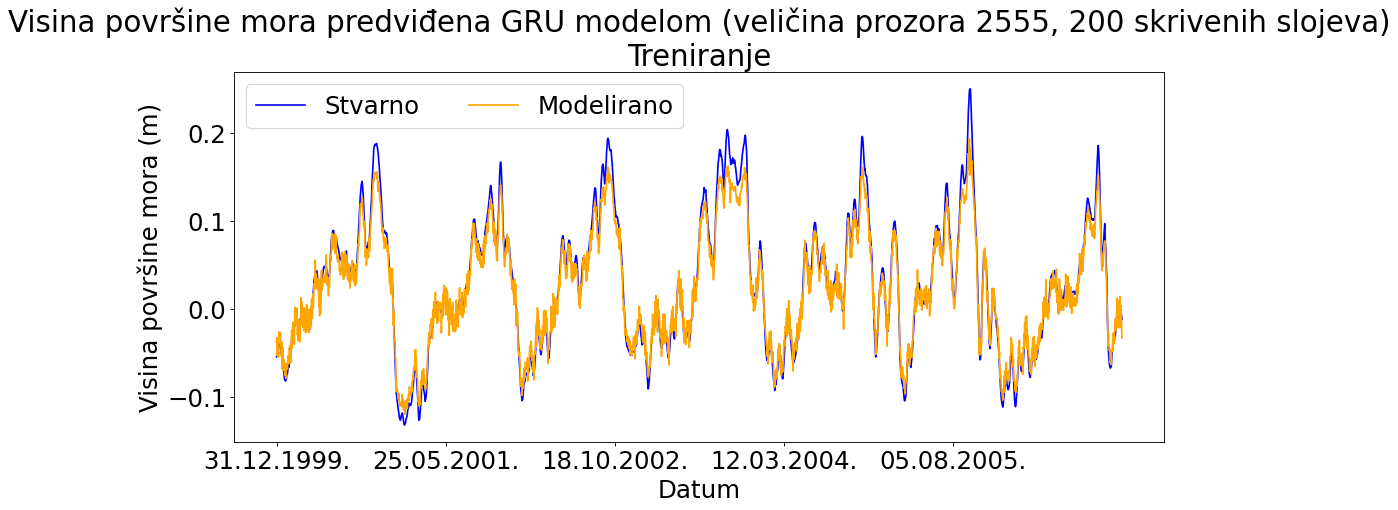 Visina površine mora predviđena GRU modelom (veličina prozora 2555, 200 skrivenih slojeva)
Treniranje
Stvarno
Modelirano
Visina površine mora (m)
0.2
0.1
0.0
−0.1
31.12.1999.
25.05.2001.
18.10.2002.
12.03.2004.
05.08.2005.
Datum